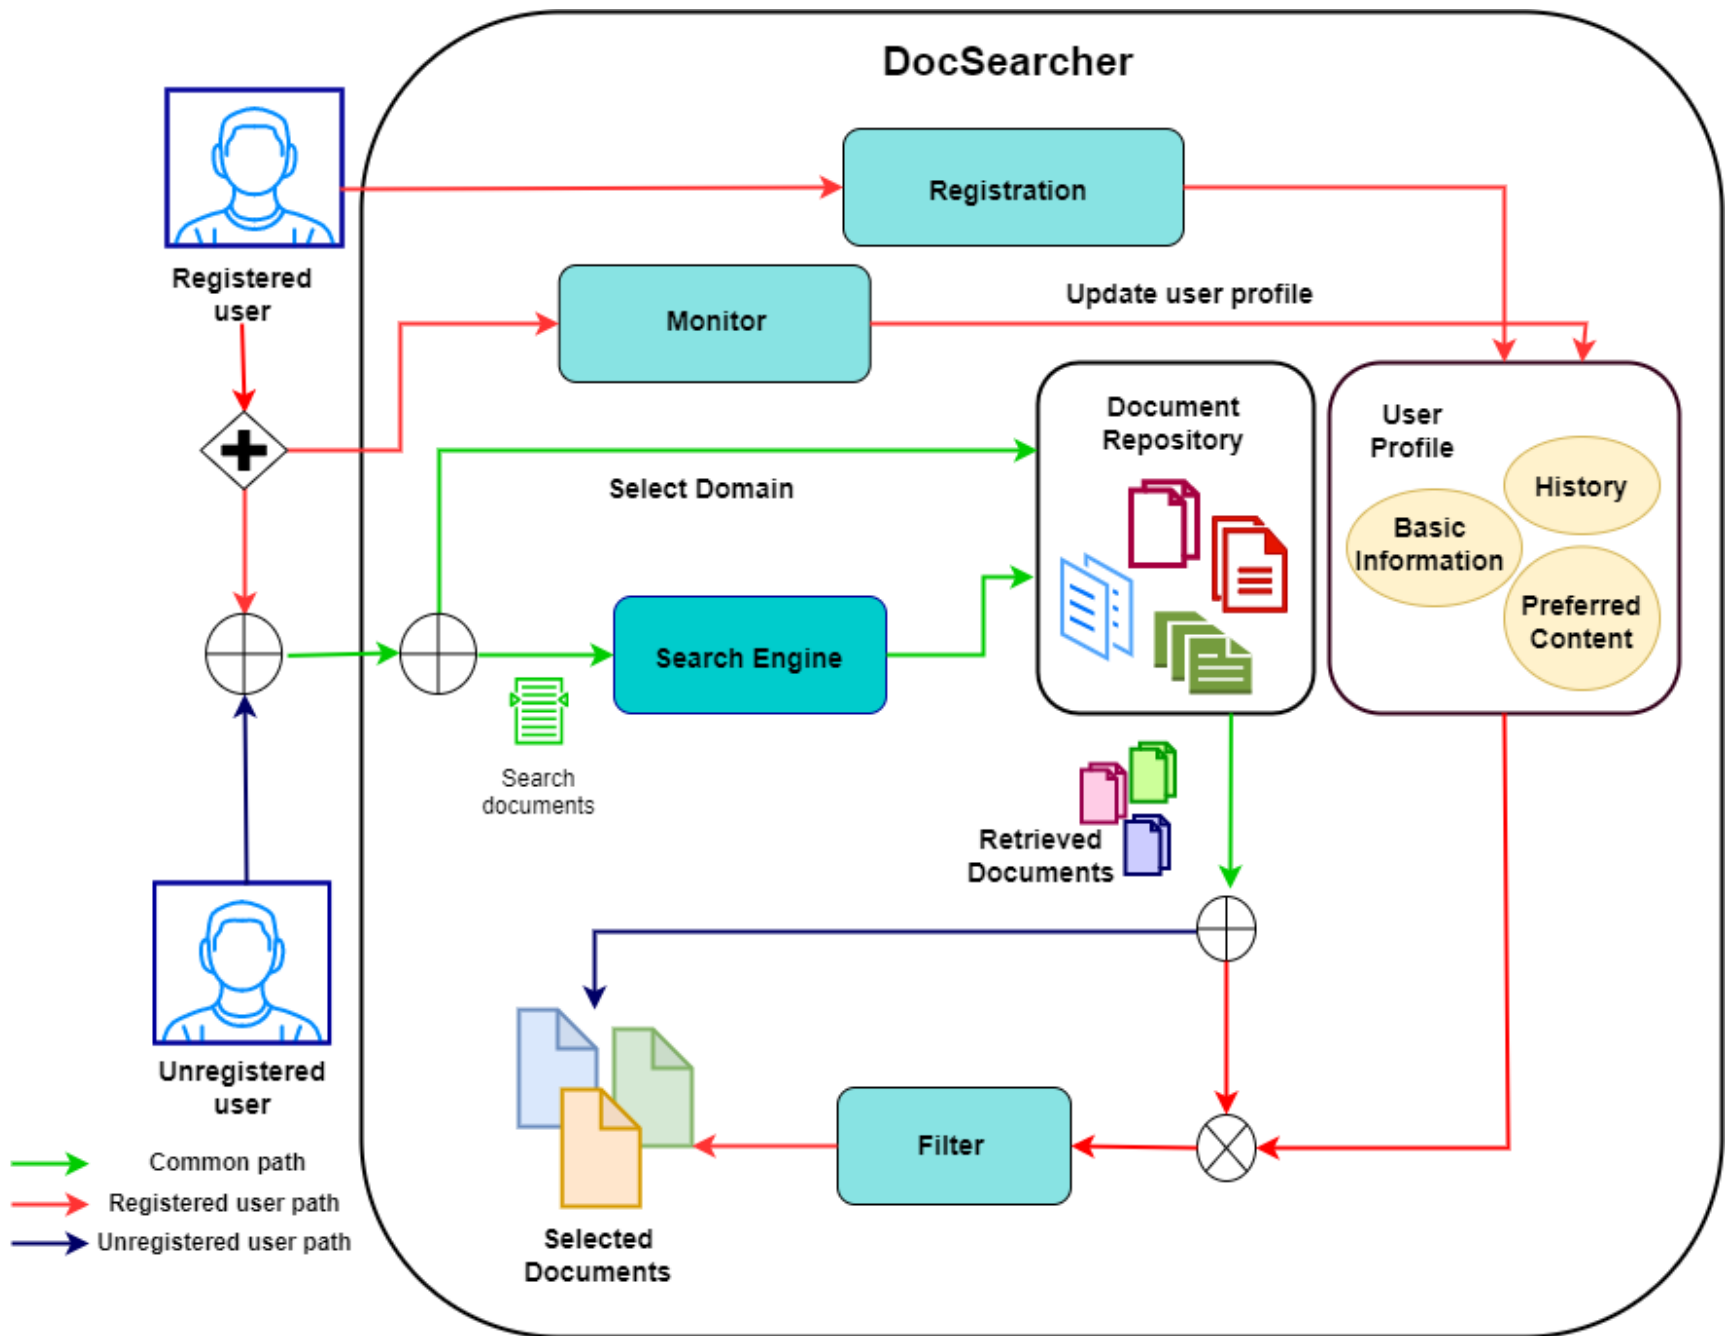 DocSearcher
Registration
Registered
user
Monitor
Update user profile
Document
Repository
User
Profile
History
Basic
Information
Preferred
Content
Select Domain
Search Engine
Search
documents
Retrieved
Documents
Unregistered
user
Filter
Selected
Documents
Common path
Registered user path
Unregistered user path